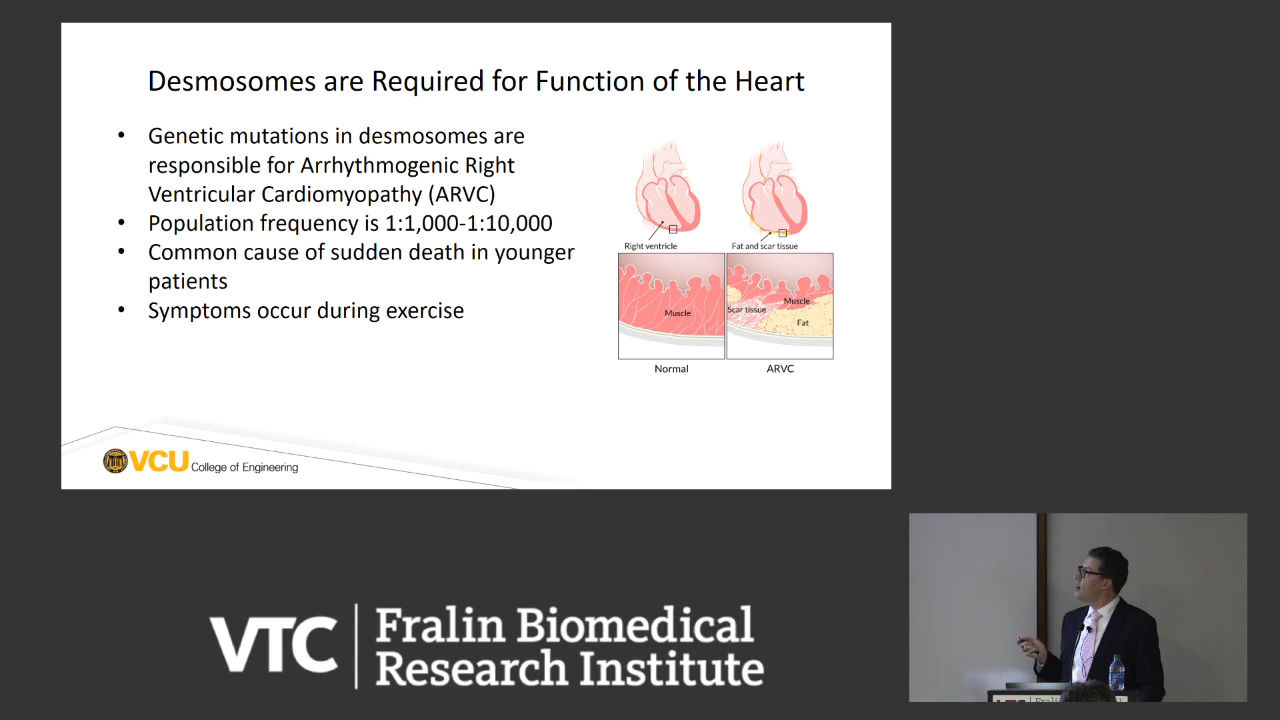 Desmosomes are Required for Function of the Heart
• Genetic mutations in desmosomes are
responsible for Arrhythmogenic Right
Ventricular Cardiomyopathy (ARVC)
• Population frequency is 1:1,000-1:10,000
• Common cause of sudden death in younger
patients
• Symptoms occur during exercise
Right ventricle
Fat and scar tissue
Muscle
Muscle
Scar tissue
Fat
Normal
ARVC
VCU College of Engineering
VTC Fralin Biomedical
Research Institute
VTC Fralin Biomedical